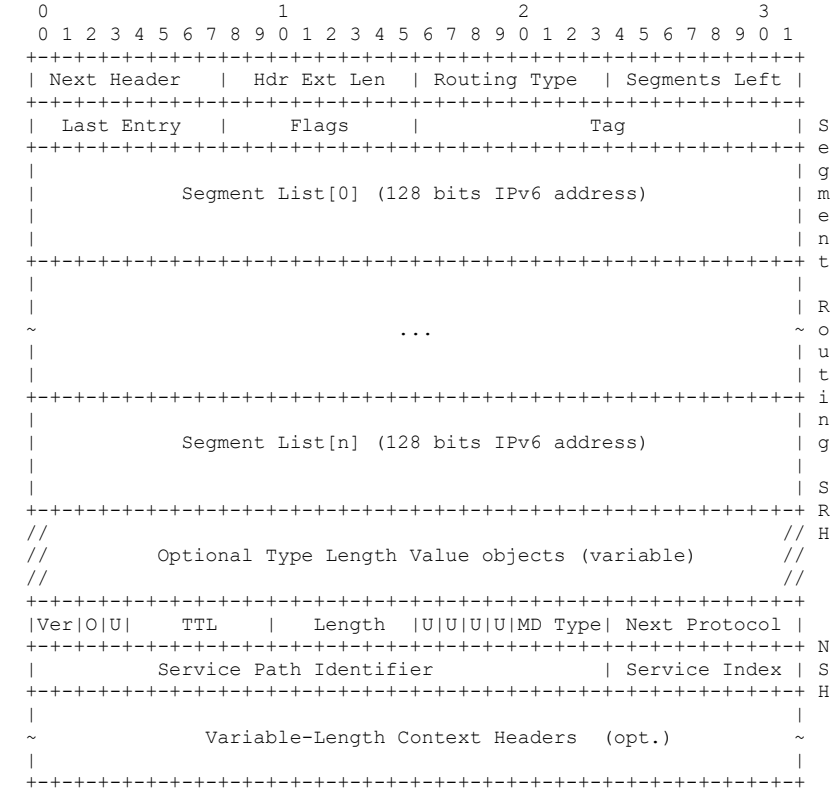 0                   1                   2                   3
 0 1 2 3 4 5 6 7 8 9 0 1 2 3 4 5 6 7 8 9 0 1 2 3 4 5 6 7 8 9 0 1
+-+-+-+-+-+-+-+-+-+-+-+-+-+-+-+-+-+-+-+-+-+-+-+-+-+-+-+-+-+-+-+-+
| Next Header   |  Hdr Ext Len  | Routing Type  | Segments Left |
+-+-+-+-+-+-+-+-+-+-+-+-+-+-+-+-+-+-+-+-+-+-+-+-+-+-+-+-+-+-+-+-+
|  Last Entry   |     Flags     |              Tag              | S
+-+-+-+-+-+-+-+-+-+-+-+-+-+-+-+-+-+-+-+-+-+-+-+-+-+-+-+-+-+-+-+-+ e
|                                                               | g
|            Segment List[0] (128 bits IPv6 address)            | m
|                                                               | e
|                                                               | n
+-+-+-+-+-+-+-+-+-+-+-+-+-+-+-+-+-+-+-+-+-+-+-+-+-+-+-+-+-+-+-+-+ t
|                                                               |
|                                                               | R
~                              ...                              ~ o
|                                                               | u
|                                                               | t
+-+-+-+-+-+-+-+-+-+-+-+-+-+-+-+-+-+-+-+-+-+-+-+-+-+-+-+-+-+-+-+-+ i
|                                                               | n
|            Segment List[n] (128 bits IPv6 address)            | g
|                                                               |
|                                                               | S
+-+-+-+-+-+-+-+-+-+-+-+-+-+-+-+-+-+-+-+-+-+-+-+-+-+-+-+-+-+-+-+-+ R
//                                                             // H
//         Optional Type Length Value objects (variable)       //
//                                                             //
+-+-+-+-+-+-+-+-+-+-+-+-+-+-+-+-+-+-+-+-+-+-+-+-+-+-+-+-+-+-+-+-+
|Ver|O|U|    TTL    |   Length  |U|U|U|U|MD Type| Next Protocol |
+-+-+-+-+-+-+-+-+-+-+-+-+-+-+-+-+-+-+-+-+-+-+-+-+-+-+-+-+-+-+-+-+ N
|          Service Path Identifier              | Service Index | S
+-+-+-+-+-+-+-+-+-+-+-+-+-+-+-+-+-+-+-+-+-+-+-+-+-+-+-+-+-+-+-+-+ H
|                                                               |
~              Variable-Length Context Headers  (opt.)          ~
|                                                               |
+-+-+-+-+-+-+-+-+-+-+-+-+-+-+-+-+-+-+-+-+-+-+-+-+-+-+-+-+-+-+-+-+